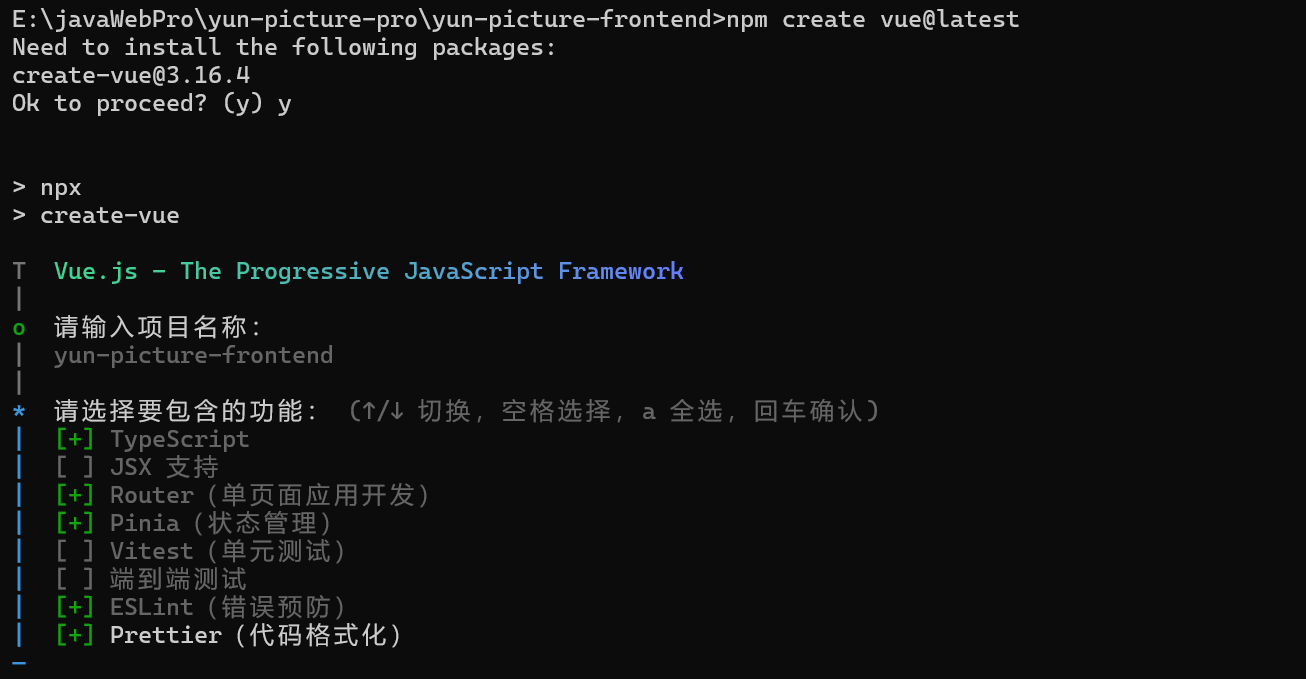 E:\javaWebPro\yun-picture-pro\yun-picture-frontend>npm create vue@latest
Need to install the following packages:
create-vue@3.16.4
Ok to proceed? (y) y
> npx
> create-vue
T  Vue.js - The Progressive JavaScript Framework
|
o  请输入项目名称：
|  yun-picture-frontend
|
*  请选择要包含的功能： （↑/↓ 切换，空格选择，a 全选，回车确认）
|  [+] TypeScript
|  [ ] JSX 支持
|  [+] Router（单页面应用开发）
|  [+] Pinia（状态管理）
|  [ ] Vitest（单元测试）
|  [ ] 端到端测试
|  [+] ESLint（错误预防）
|  [+] Prettier（代码格式化）
—